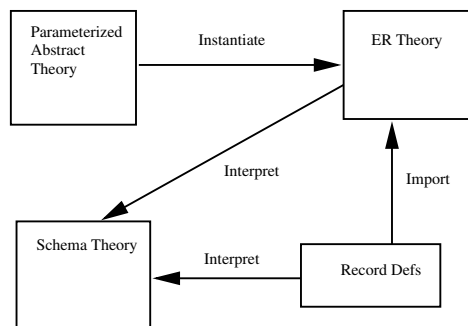 Parameterized
Abstract
Theory
Instantiate
ER Theory
Interpret
Import
Schema Theory
Interpret
Record Defs